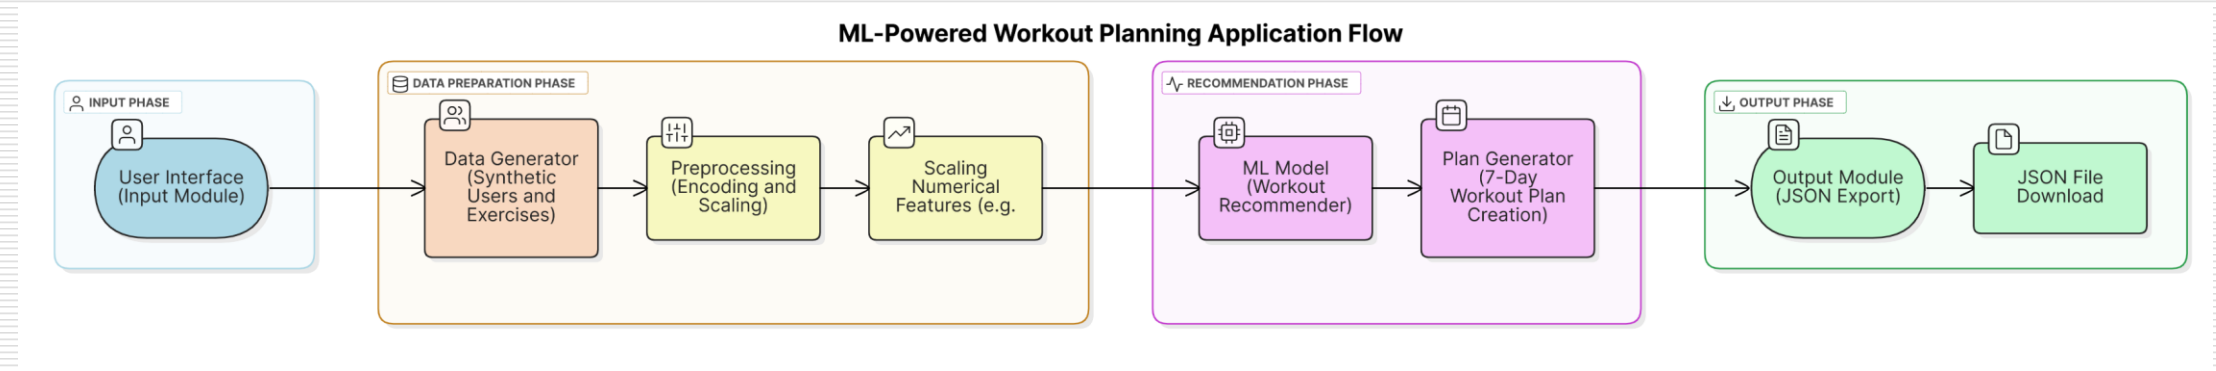 ML-Powered Workout Planning Application Flow
INPUT PHASE
User Interface
(Input Module)
DATA PREPARATION PHASE
Data Generator
(Synthetic
Users and
Exercises)
Preprocessing
(Encoding and
Scaling)
Scaling
Numerical
Features (e.g.
RECOMMENDATION PHASE
ML Model
(Workout
Recommender)
Plan Generator
(7-Day
Workout Plan
Creation)
OUTPUT PHASE
Output Module
(JSON Export)
JSON File
Download